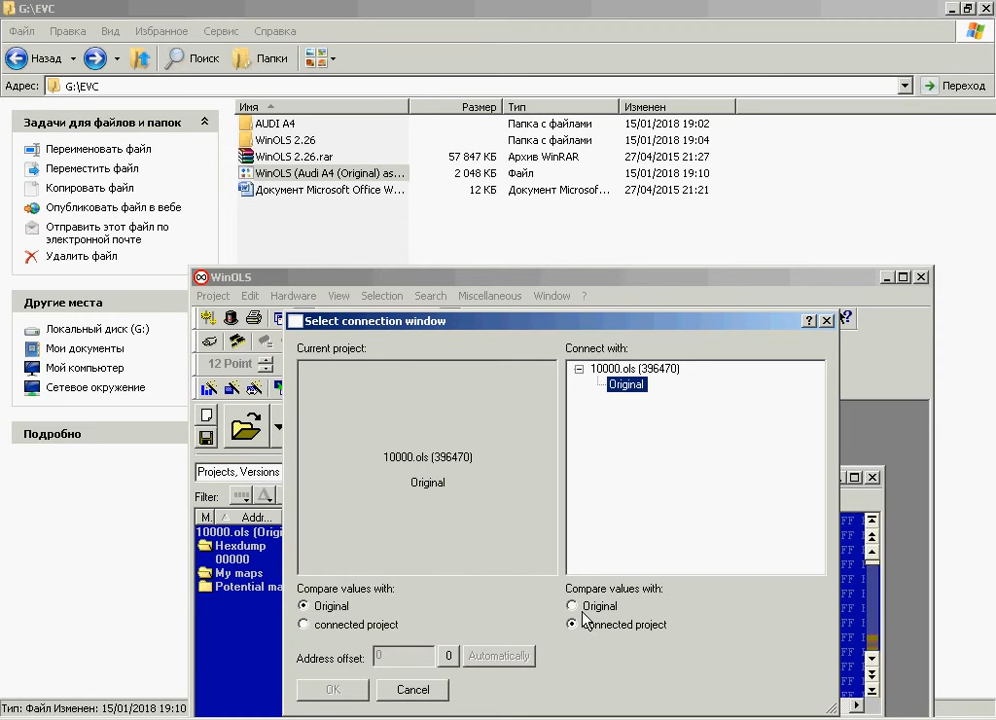 G:\EVC
Файл Правка Вид Избранное Сервис Справка
Назад Поиск Папки
Адрес: G:\EVC Переход
Имя Размер Тип Изменен
Задачи для файлов и папок
Переименовать файл
Переместить файл
Копировать файл
Опубликовать файл в вебе
Отправить этот файл по
электронной почте
Удалить файл
Другие места
Локальный диск (G:)
Мои документы
Мой компьютер
Сетевое окружение
Подробно
AUDI A4 Папка с файлами 15/01/2018 19:02
WinOLS 2.26 Папка с файлами 15/01/2018 19:04
WinOLS 2.26.rar 57 847 КБ Архив WinRAR 27/04/2015 21:27
WinOLS (Audi A4 (Original) as... 2 048 КБ Файл 15/01/2018 19:10
Документ Microsoft Office W... 12 КБ Документ Microsof... 27/04/2015 21:21
WinOLS
Project Edit Hardware View Selection Search Miscellaneous Window ?
12 Point
Projects, Versions
Filter:
M. Addr...
10000.ols (Origi
Hexdump
00000
My maps
Potential ma
Select connection window
Current project:
10000.ols (396470)
Original
Connect with:
10000.ols (396470)
Original
Compare values with:
Original
connected project
Compare values with:
Original
connected project
Address offset: 0 0 Automatically
OK Cancel
Тип: Файл Изменен: 15/01/2018 19:10